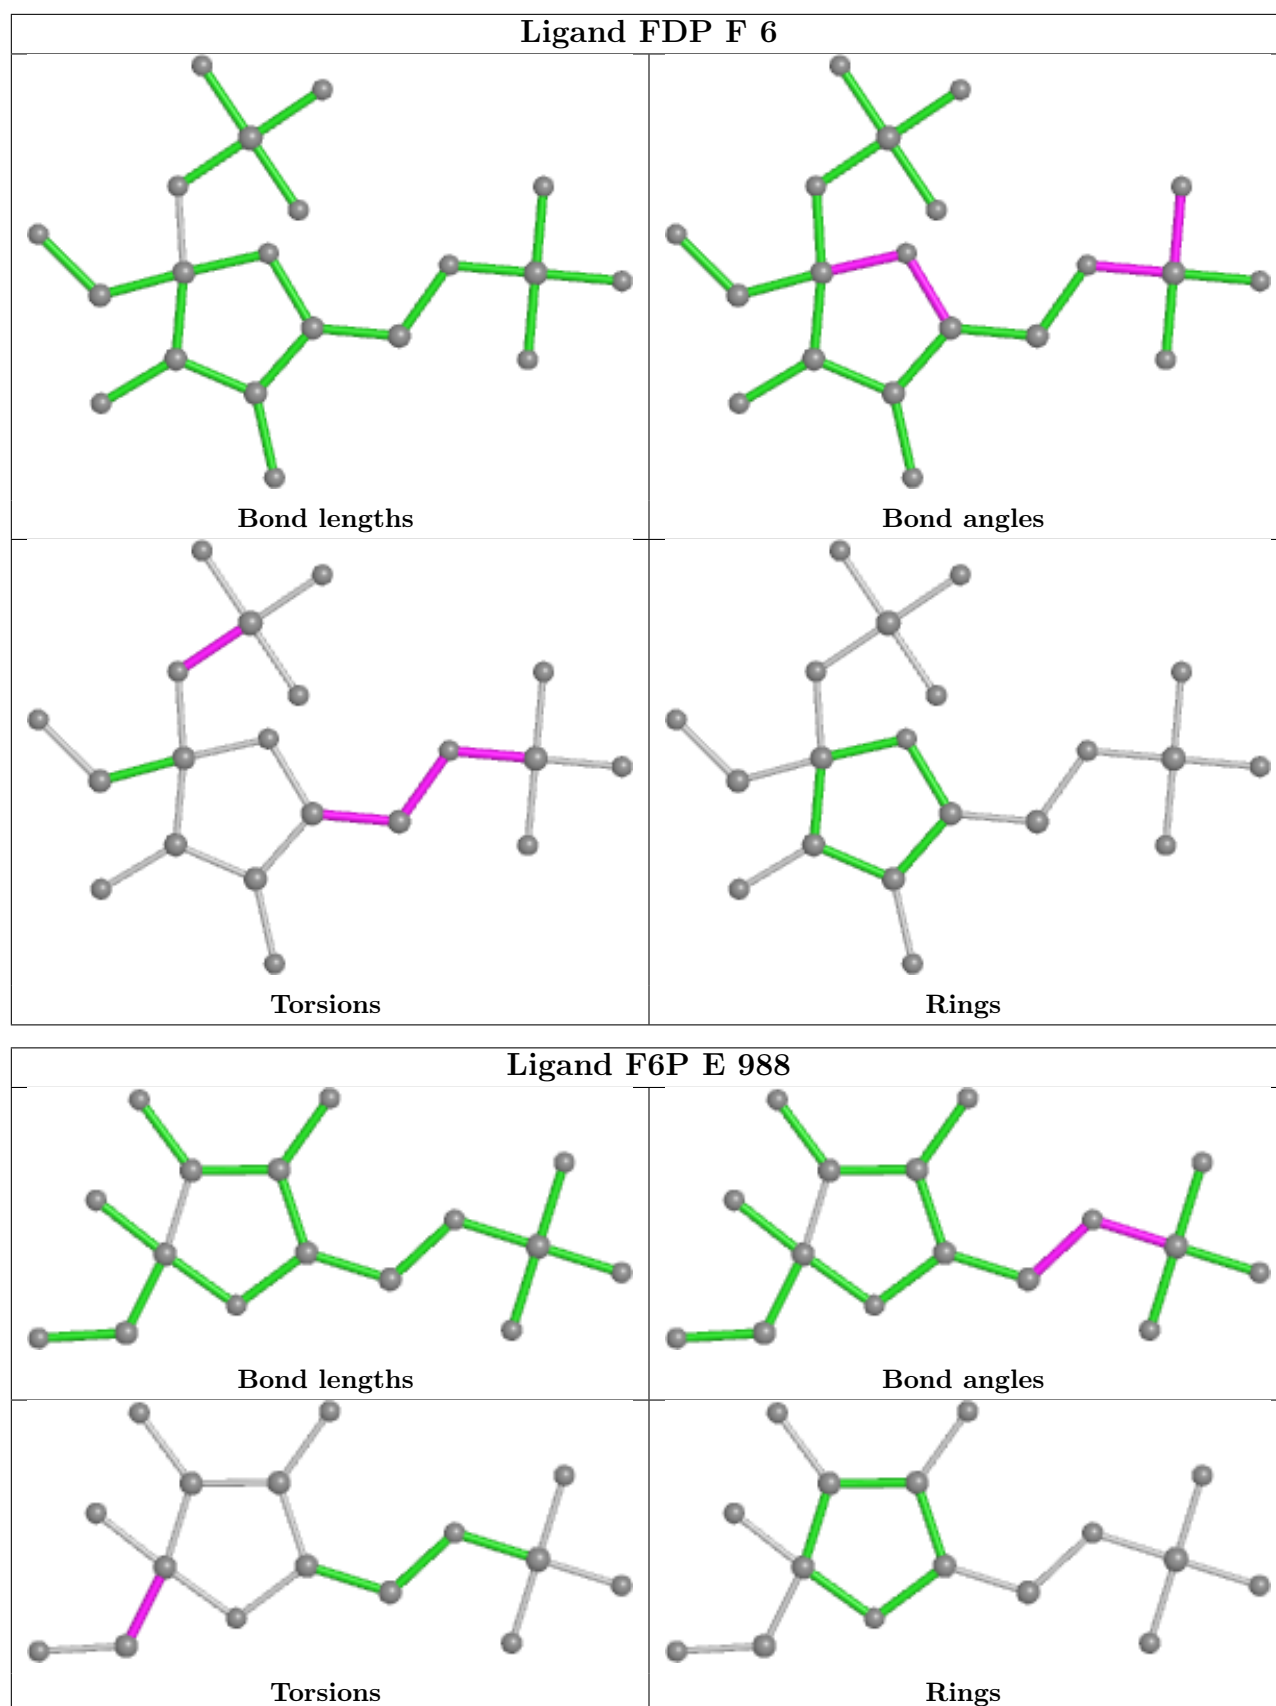 Ligand FDP F 6
Bond lengths
Bond angles
Torsions
Rings
Ligand F6P E 988
Bond lengths
Bond angles
Torsions
Rings